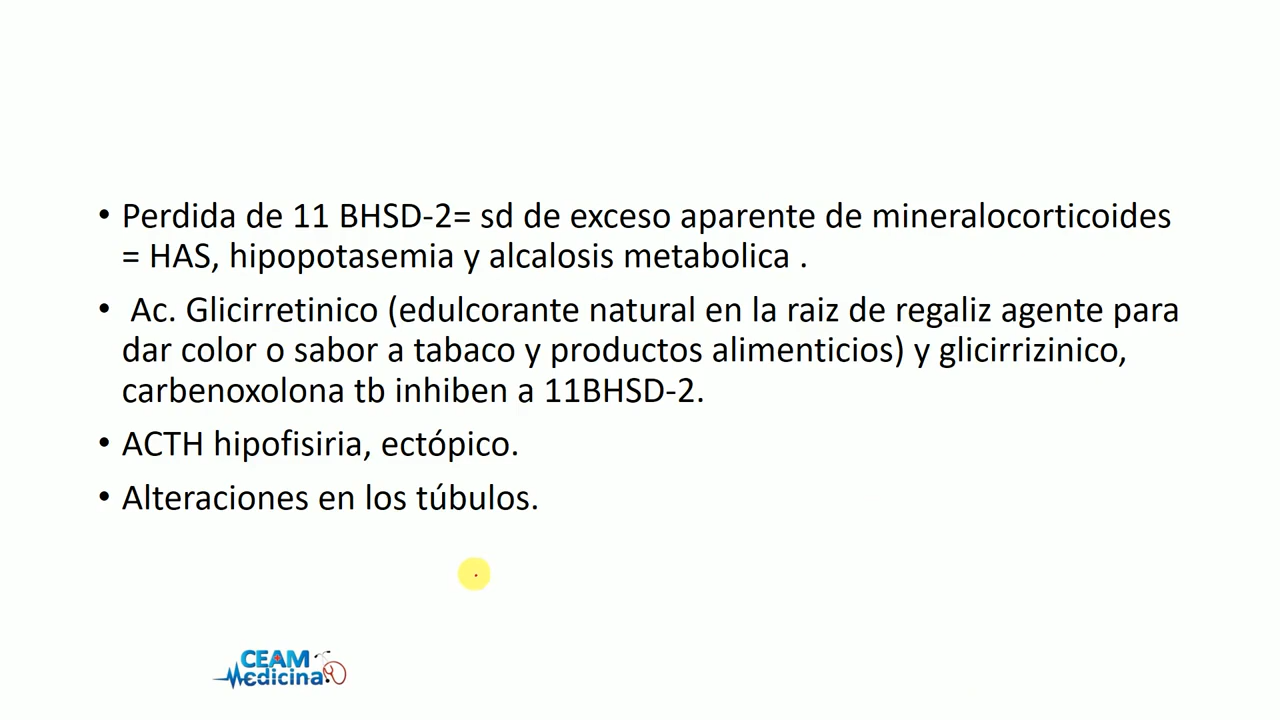 • Perdida de 11 BHSD-2= sd de exceso aparente de mineralocorticoides
= HAS, hipopotasemia y alcalosis metabolica .
• Ac. Glicirretinico (edulcorante natural en la raiz de regaliz agente para
dar color o sabor a tabaco y productos alimenticios) y glicirrizinico,
carbenoxolona tb inhiben a 11BHSD-2.
• ACTH hipofisiria, ectópico.
• Alteraciones en los túbulos.
CEAM
Medicina